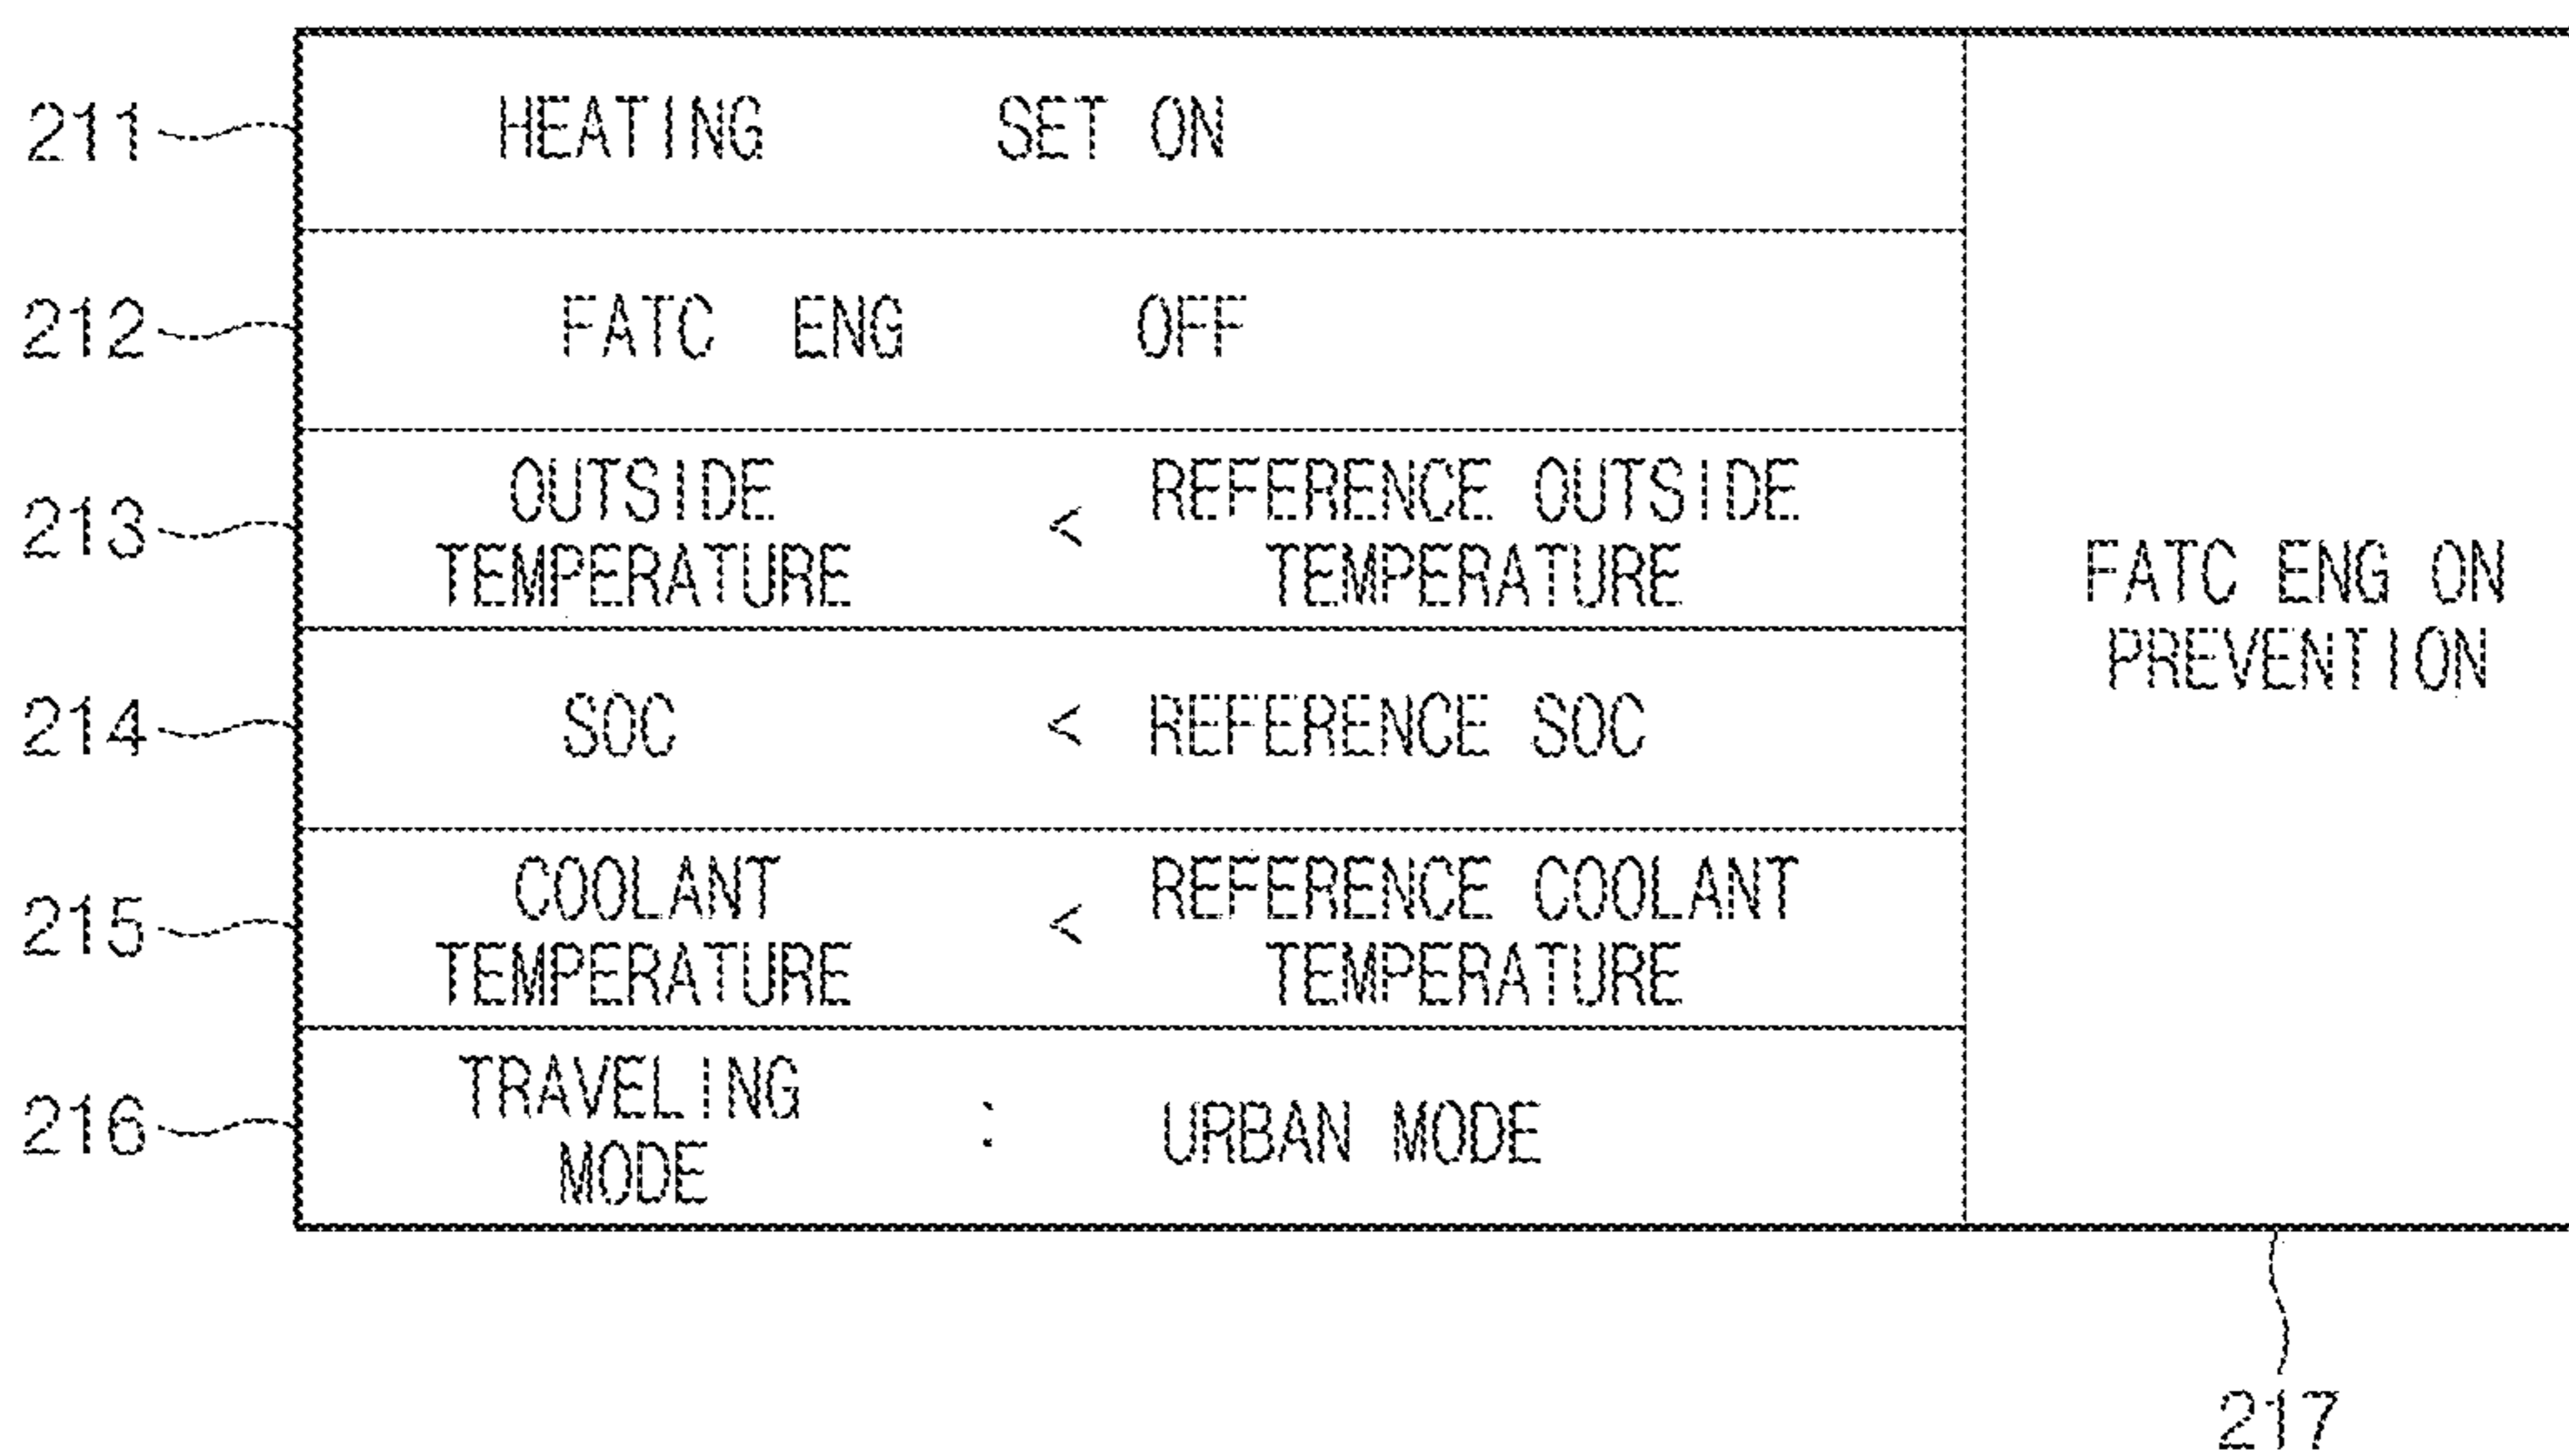 211 HEATING SET ON
212 FATC ENG OFF
213 OUTSIDE TEMPERATURE < REFERENCE OUTSIDE TEMPERATURE
214 SOC < REFERENCE SOC
215 COOLANT TEMPERATURE < REFERENCE COOLANT TEMPERATURE
216 TRAVELING MODE : URBAN MODE
FATC ENG ON
PREVENTION
217